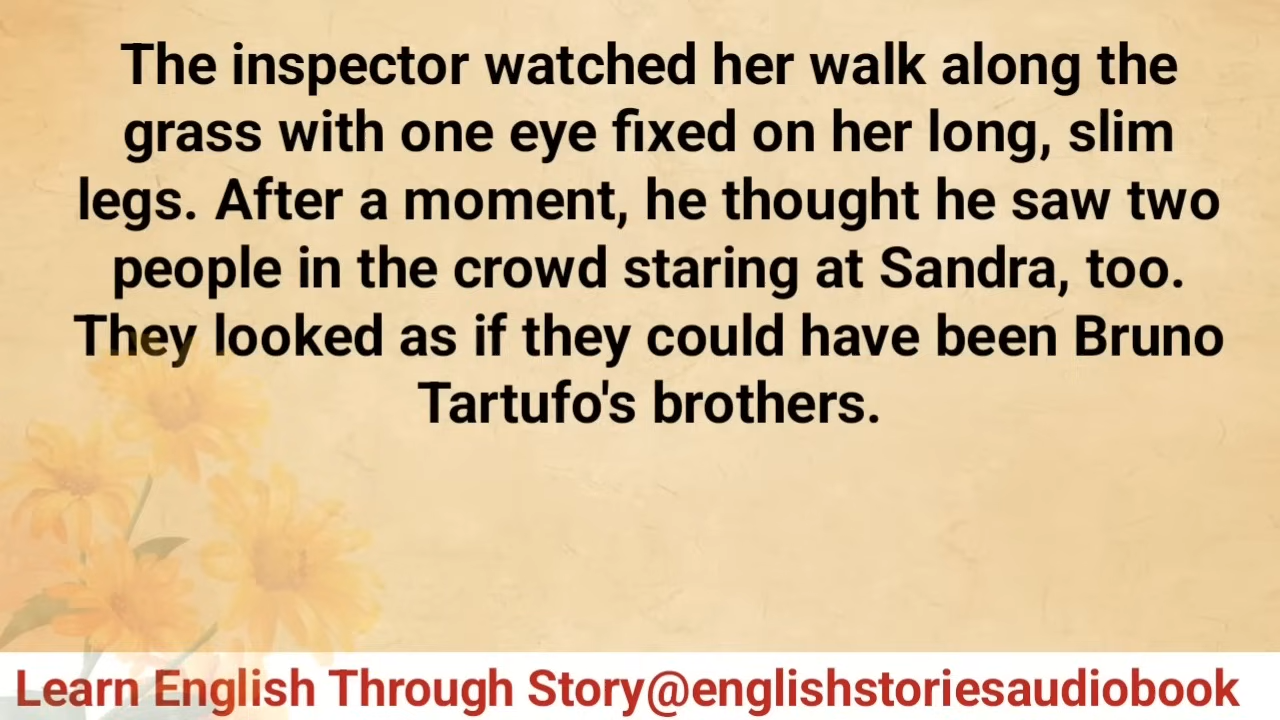 The inspector watched her walk along the
grass with one eye fixed on her long, slim
legs. After a moment, he thought he saw two
people in the crowd staring at Sandra, too.
They looked as if they could have been Bruno
Tartufo's brothers.
Learn English Through Story@englishstoriesaudiobook